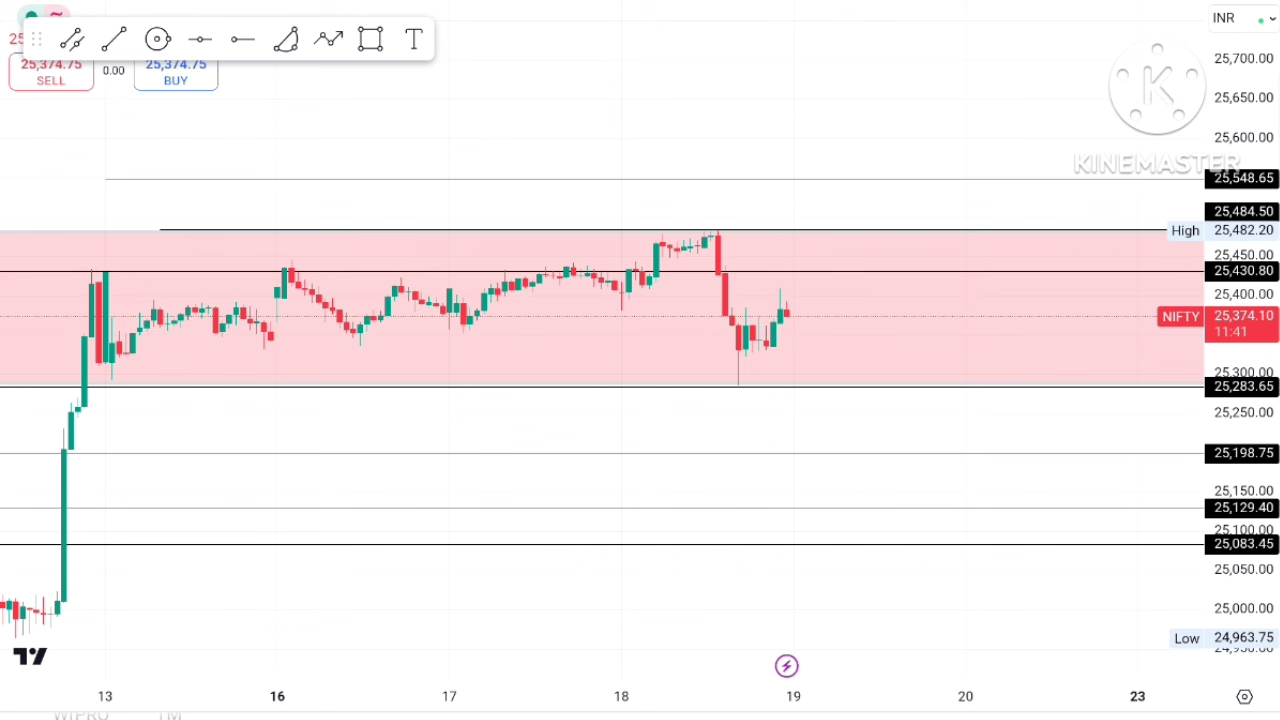 INR
25,700.00
25,374.75
SELL
0.00
25,374.75
BUY
T
K
KINEMASTER
25,650.00
25,600.00
25,548.65
25,484.50
High 25,482.20
25,450.00
25,430.80
25,400.00
NIFTY 25,374.10
11:41
25,300.00
25,283.65
25,250.00
25,198.75
25,150.00
25,129.40
25,100.00
25,083.45
25,050.00
25,000.00
Low 24,963.75
24,950.00
13 16 17 18 19 20 23
WIPRO